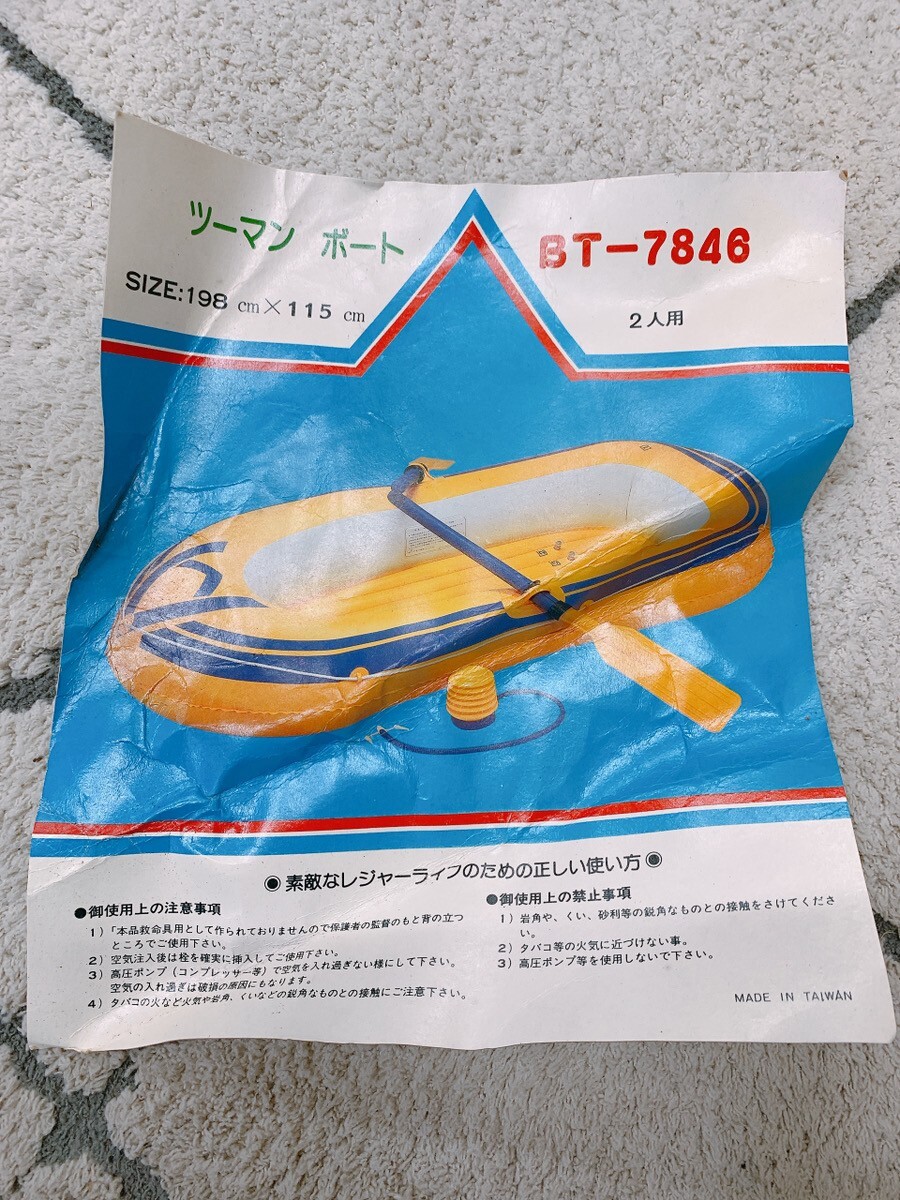 ツーマン ボート
BT-7846
SIZE:198 cm×115 cm
2人用
◉ 素敵なレジャーライフのための正しい使い方 ◉
●御使用上の注意事項
1）「本品救命具用として作られておりませんので保護者の監督のもと背の立つ
ところでご使用下さい。
2）空気注入後は栓を確実に挿入してご使用下さい。
3）高圧ポンプ（コンプレッサー等）で空気を入れ過ぎない様にして下さい。
空気の入れ過ぎは破損の原因にもなります。
4）タバコの火など火気や岩角、くいなどの鋭角なものとの接触にご注意下さい。
●御使用上の禁止事項
1）岩角や、くい、砂利等の鋭角なものとの接触をさけてくださ
い。
2）タバコ等の火気に近づけない事。
3）高圧ポンプ等を使用しないで下さい。
MADE IN TAIWAN